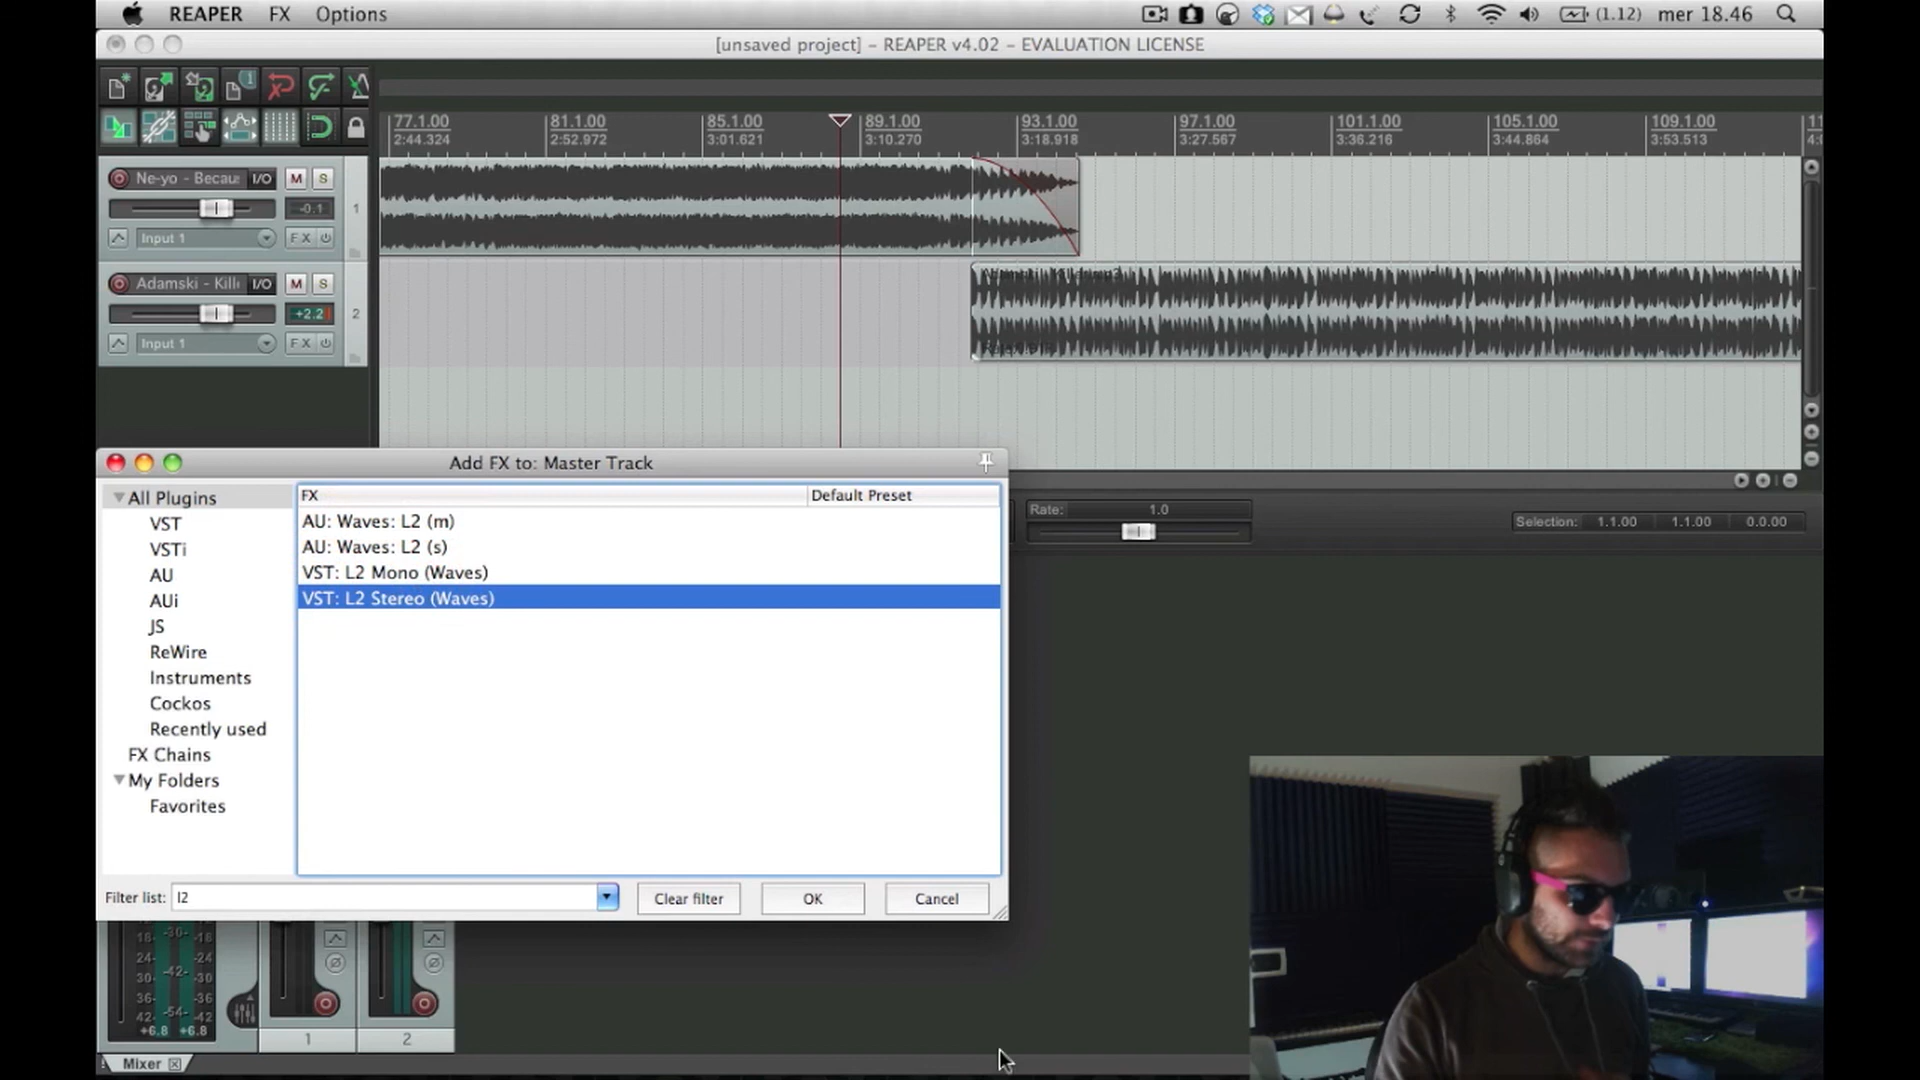 REAPER FX Options (1.12) mer 18.46
[unsaved project] – REAPER v4.02 – EVALUATION LICENSE
77.1.00 81.1.00 85.1.00 89.1.00 93.1.00 97.1.00 101.1.00 105.1.00 109.1.00
2:44.324 2:52.972 3:01.621 3:10.270 3:18.918 3:27.567 3:36.216 3:44.864 3:53.513
Ne-yo - Becau I/O M S
-0.1 1
Input 1 FX
Adamski - Kill I/O M S
+2.2 2
Input 1 FX
Add FX to: Master Track
All Plugins
VST
VSTi
AU
AUi
JS
ReWire
Instruments
Cockos
Recently used
FX Chains
My Folders
Favorites
FX Default Preset
AU: Waves: L2 (m)
AU: Waves: L2 (s)
VST: L2 Mono (Waves)
VST: L2 Stereo (Waves)
Filter list: l2 Clear filter OK Cancel
Rate: 1.0
Selection: 1.1.00 1.1.00 0.0.00
18- -30- -18
24- -24
30- -42- -30
36- -36
42- -54- -42
+6.8 +6.8
1 2
Mixer